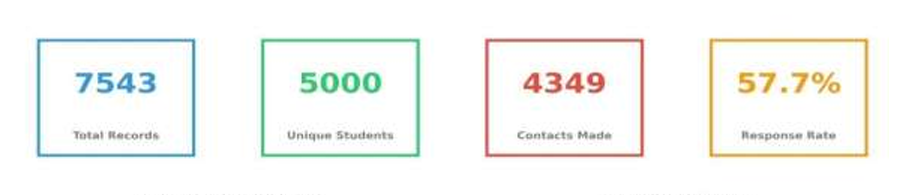 7543
Total Records
5000
Unique Students
4349
Contacts Made
57.7%
Response Rate